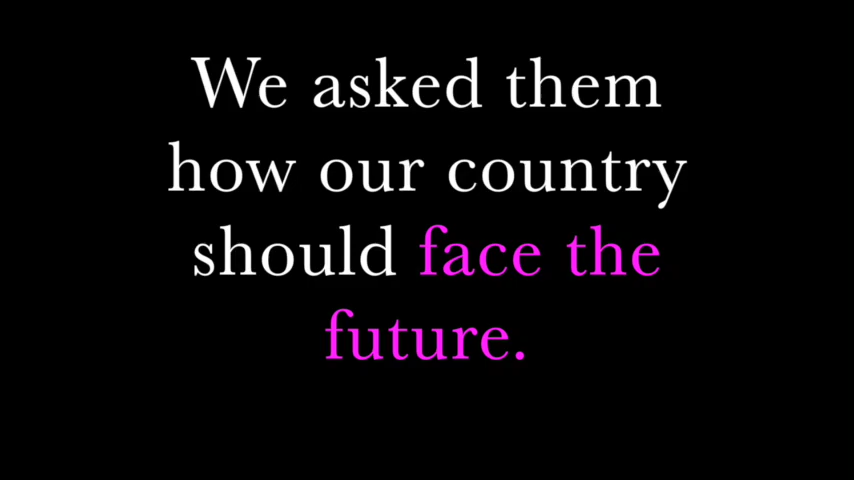 We asked them
how our country
should face the
future.